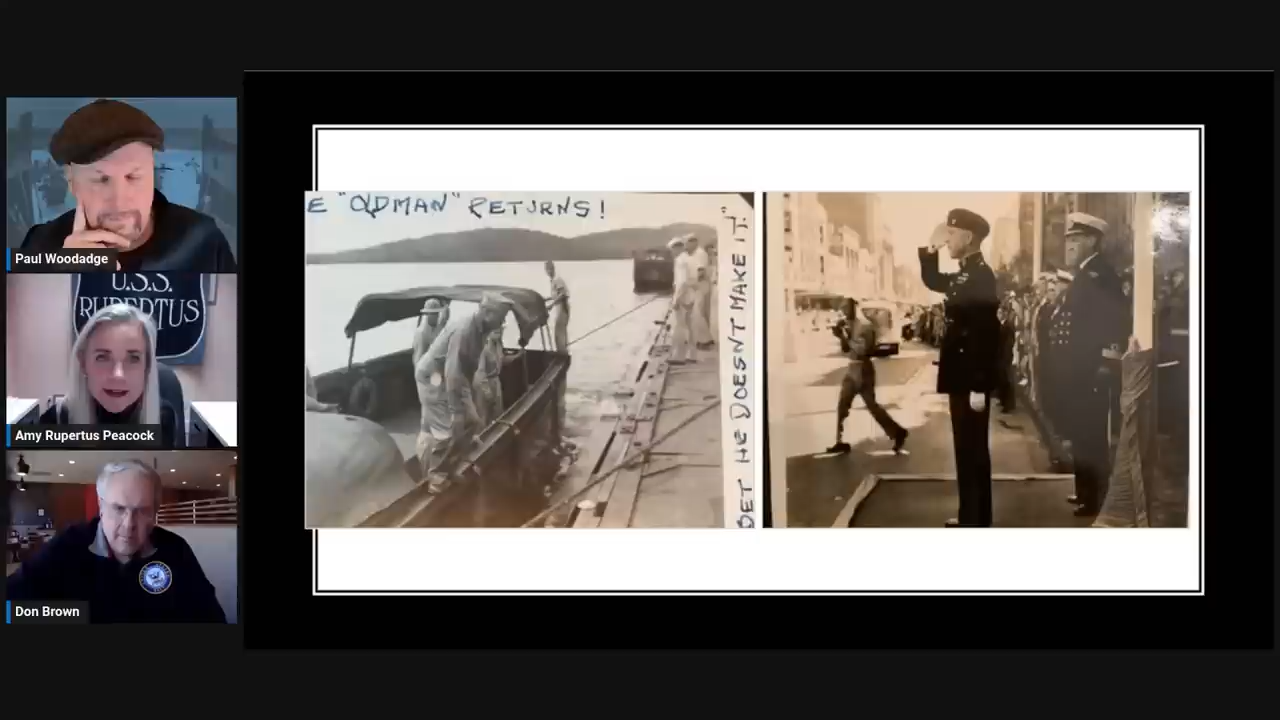 Paul Woodadge
U.S.S.
RUPERTUS
Amy Rupertus Peacock
Don Brown
E "OLDMAN" RETURNS!
BET HE DOESN'T MAKE IT!"